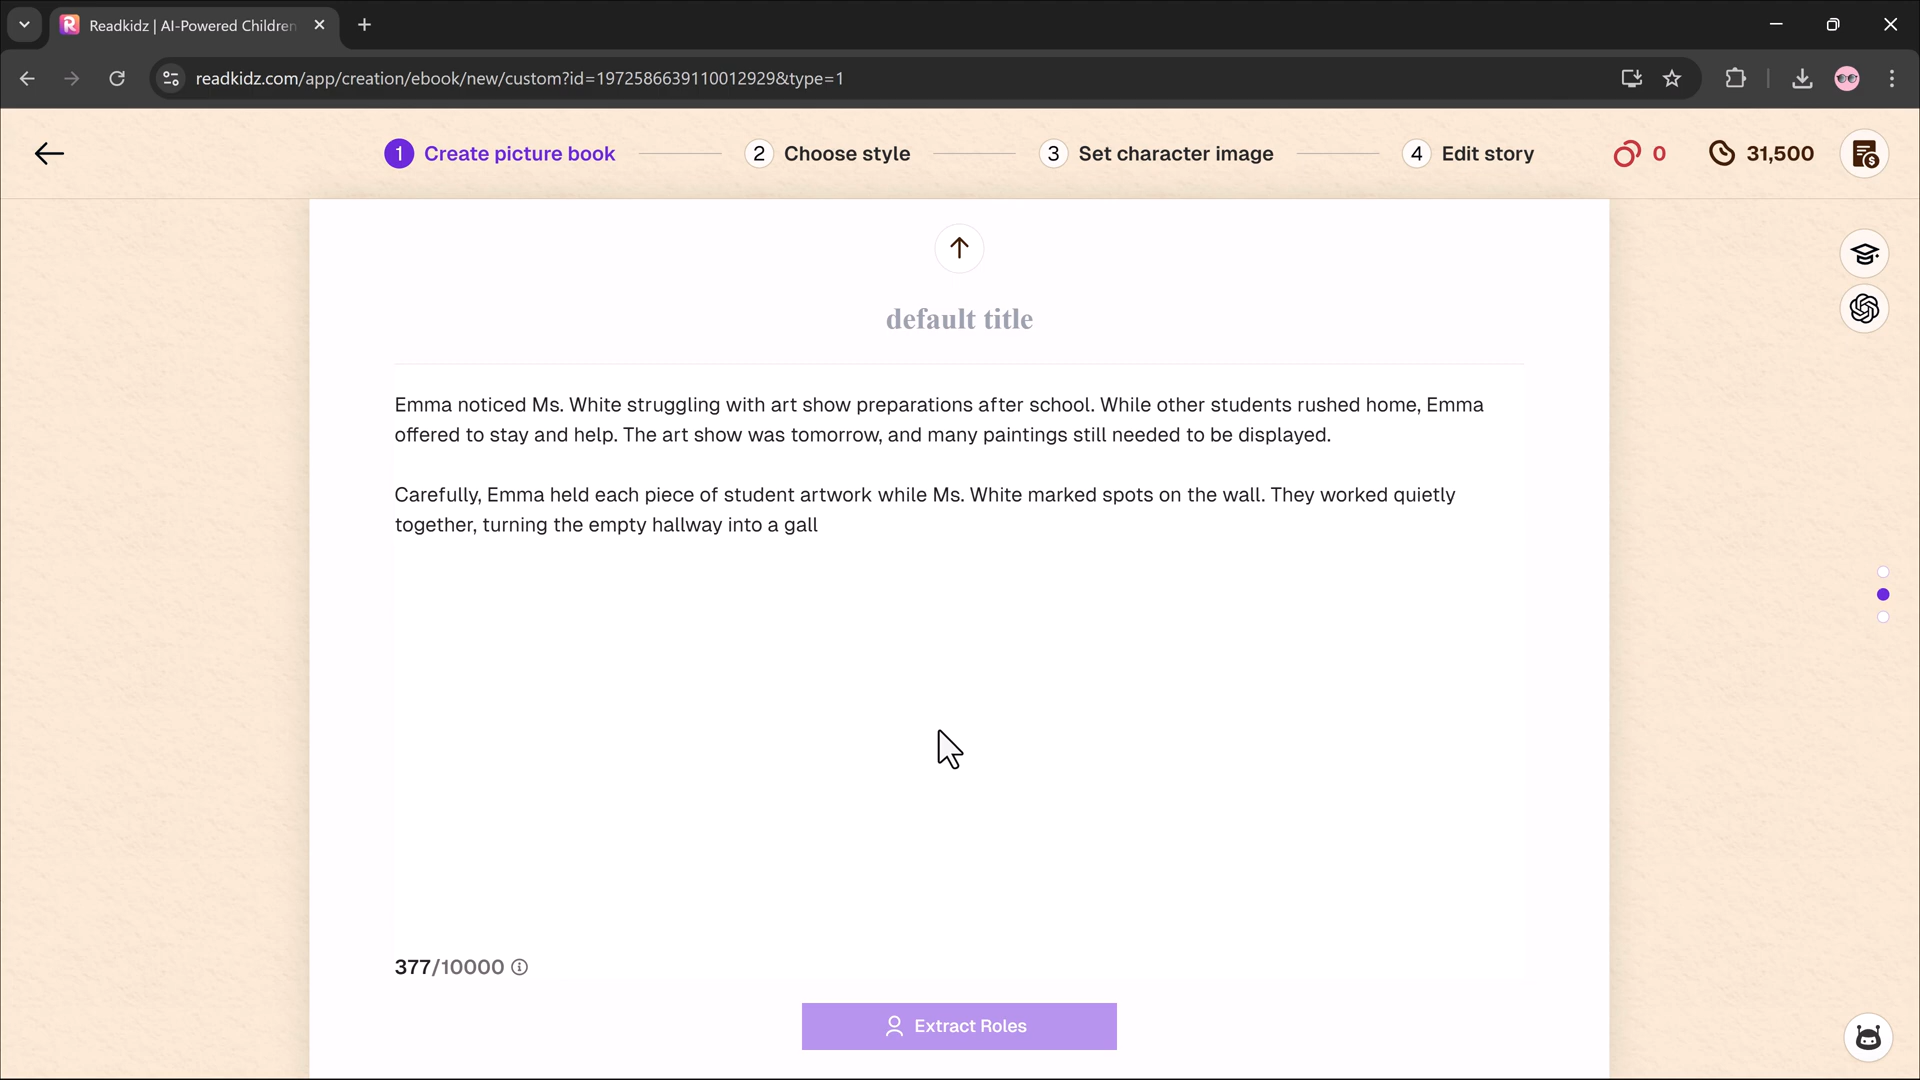 Readkidz | AI-Powered Children
readkidz.com/app/creation/ebook/new/custom?id=1972586639110012929&type=1
1 Create picture book
2 Choose style
3 Set character image
4 Edit story
0
31,500
default title
Emma noticed Ms. White struggling with art show preparations after school. While other students rushed home, Emma
offered to stay and help. The art show was tomorrow, and many paintings still needed to be displayed.
Carefully, Emma held each piece of student artwork while Ms. White marked spots on the wall. They worked quietly
together, turning the empty hallway into a gall
377/10000
Extract Roles